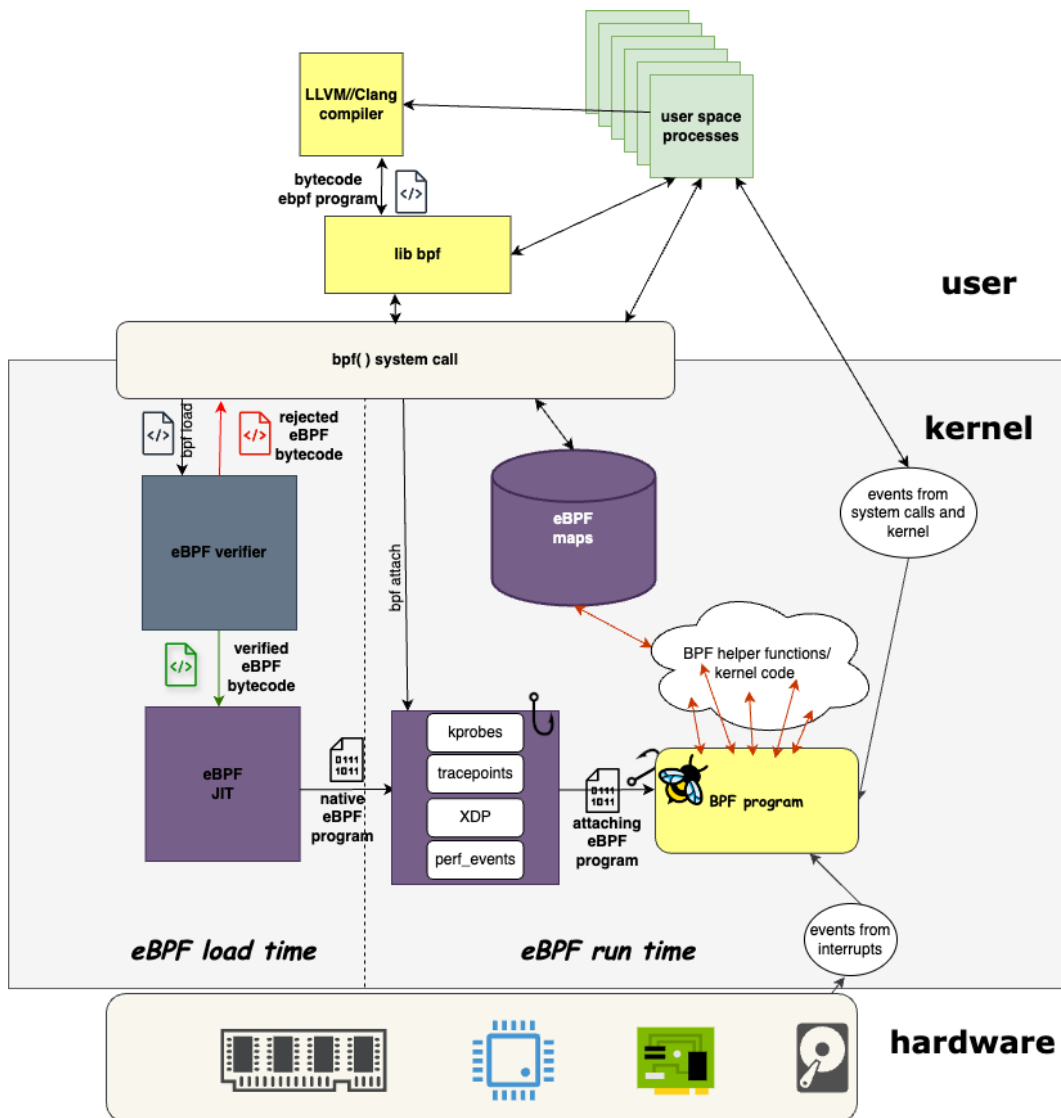 LLVM//Clang
compiler
user space
processes
bytecode
ebpf program
</>
lib bpf
user
bpf( ) system call
kernel
</>
bpf load
</>
rejected
eBPF
bytecode
events from
system calls and
kernel
eBPF
maps
eBPF verifier
bpf attach
</>
verified
eBPF
bytecode
BPF helper functions/
kernel code
eBPF
JIT
0111
1011
native
eBPF
program
kprobes
tracepoints
XDP
perf_events
0111
1011
attaching
eBPF
program
BPF program
events from
interrupts
eBPF load time
eBPF run time
hardware